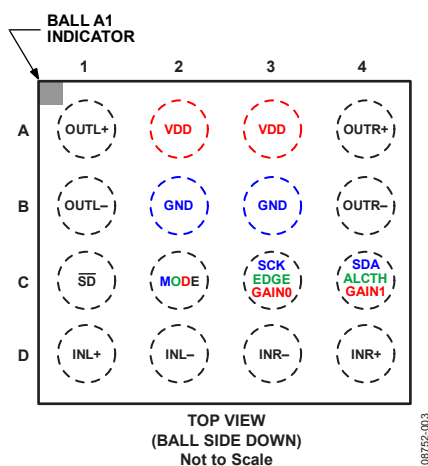 BALL A1
INDICATOR
1 2 3 4
A OUTL+ VDD VDD OUTR+
B OUTL– GND GND OUTR–
SCK SDA
C SD MODE EDGE ALCTH
GAIN0 GAIN1
D INL+ INL– INR– INR+
TOP VIEW
(BALL SIDE DOWN)
Not to Scale
08752-003